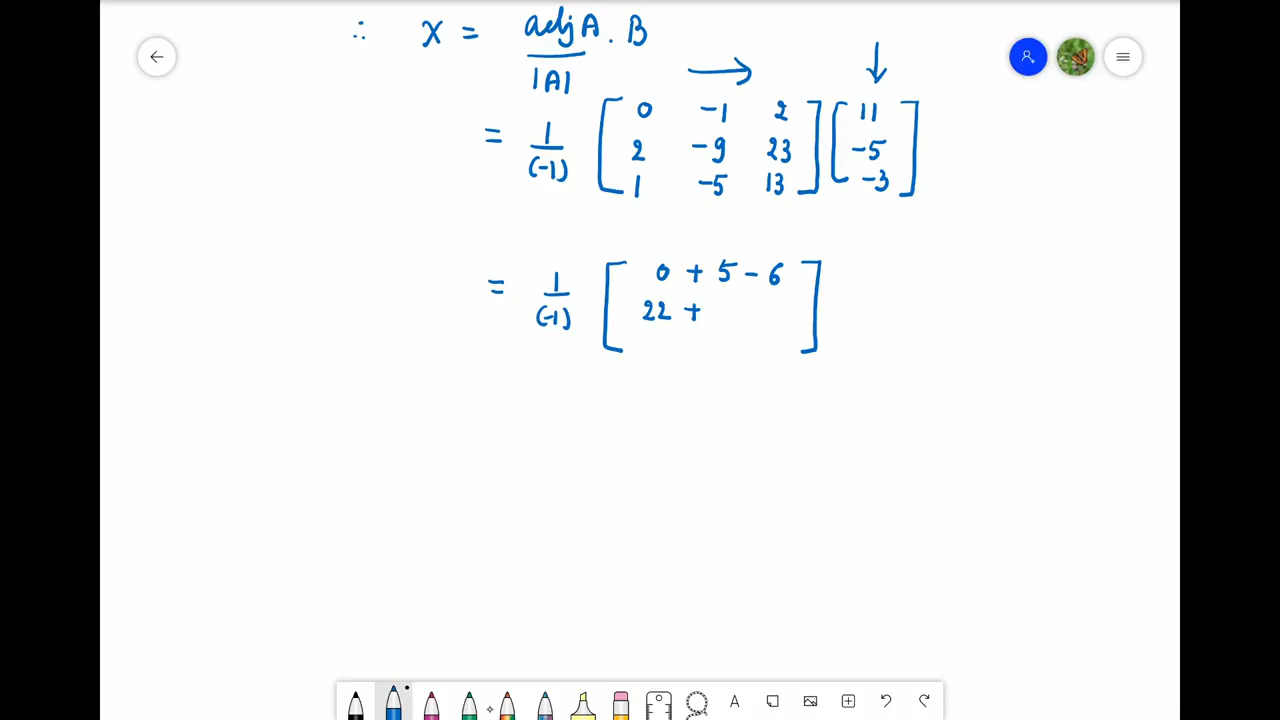 ∴ X = adjA . B
|A|
= 1/(-1) [ 0 -1 2 ] [ 11 ]
2 -9 23 -5
1 -5 13 -3
= 1/(-1) [ 0 + 5 - 6 ]
22 +
A